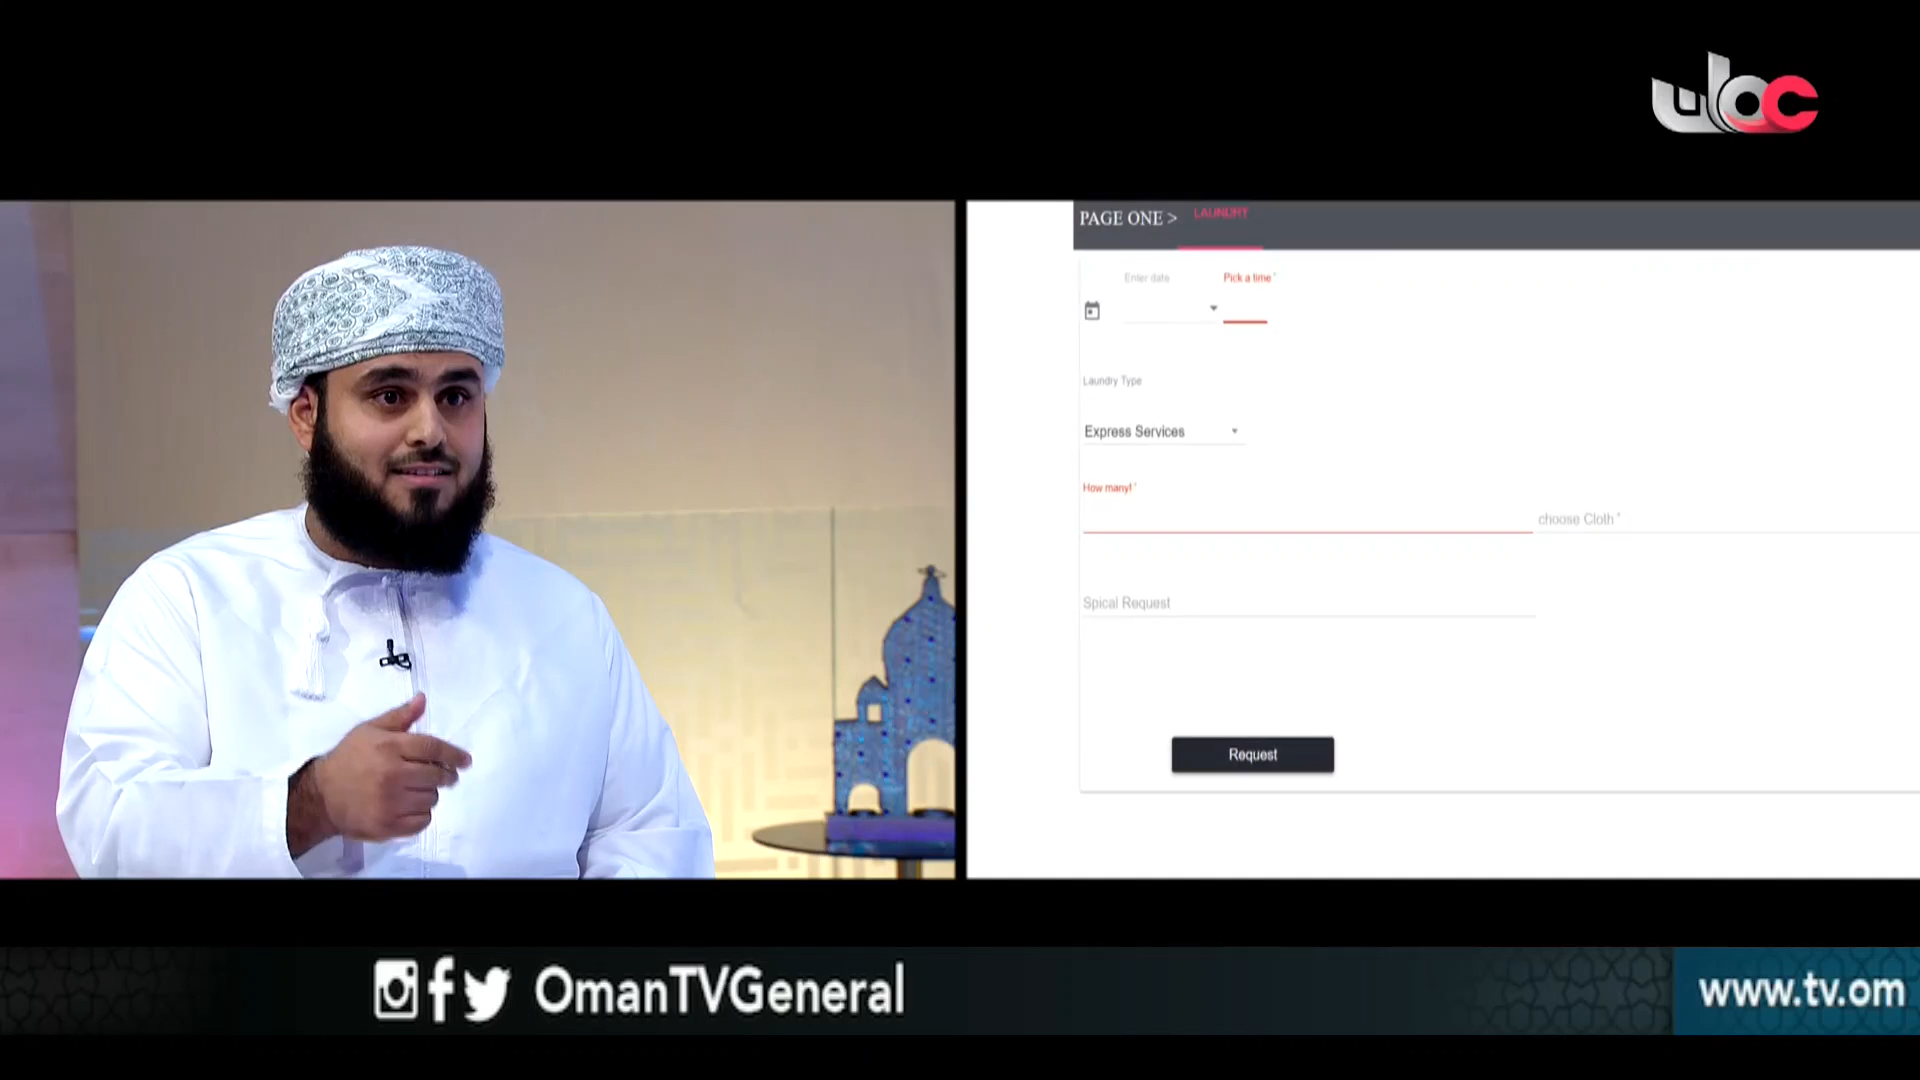 عمان
PAGE ONE >
LAUNDRY
Enter date
Pick a time *
Laundry Type
Express Services
How many! *
choose Cloth *
Spical Request
Request
OmanTVGeneral
www.tv.om